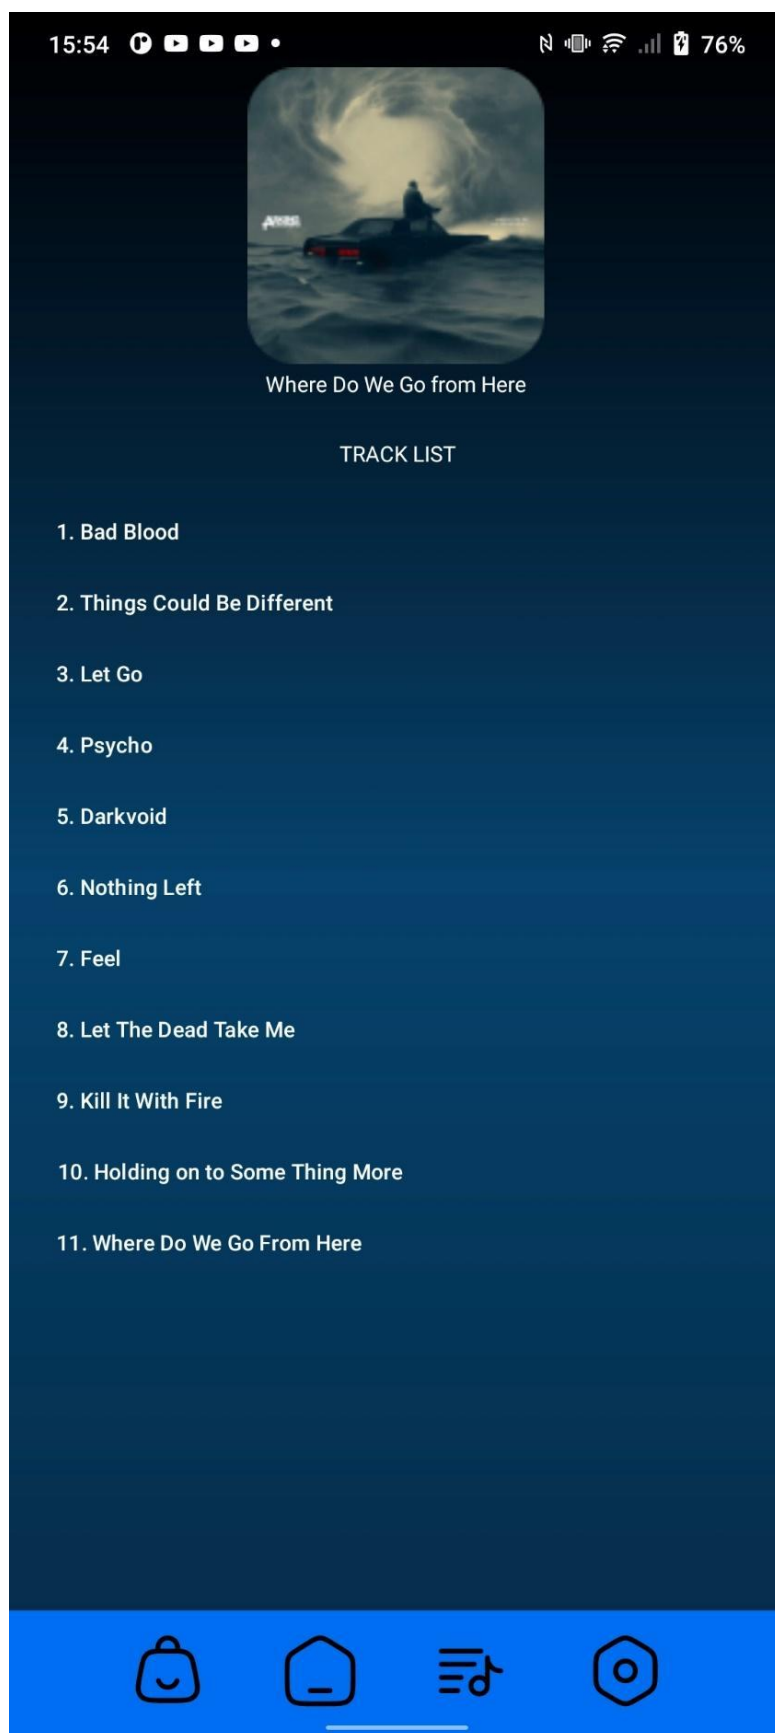 15:54
76%
Where Do We Go from Here
TRACK LIST
1. Bad Blood
2. Things Could Be Different
3. Let Go
4. Psycho
5. Darkvoid
6. Nothing Left
7. Feel
8. Let The Dead Take Me
9. Kill It With Fire
10. Holding on to Some Thing More
11. Where Do We Go From Here